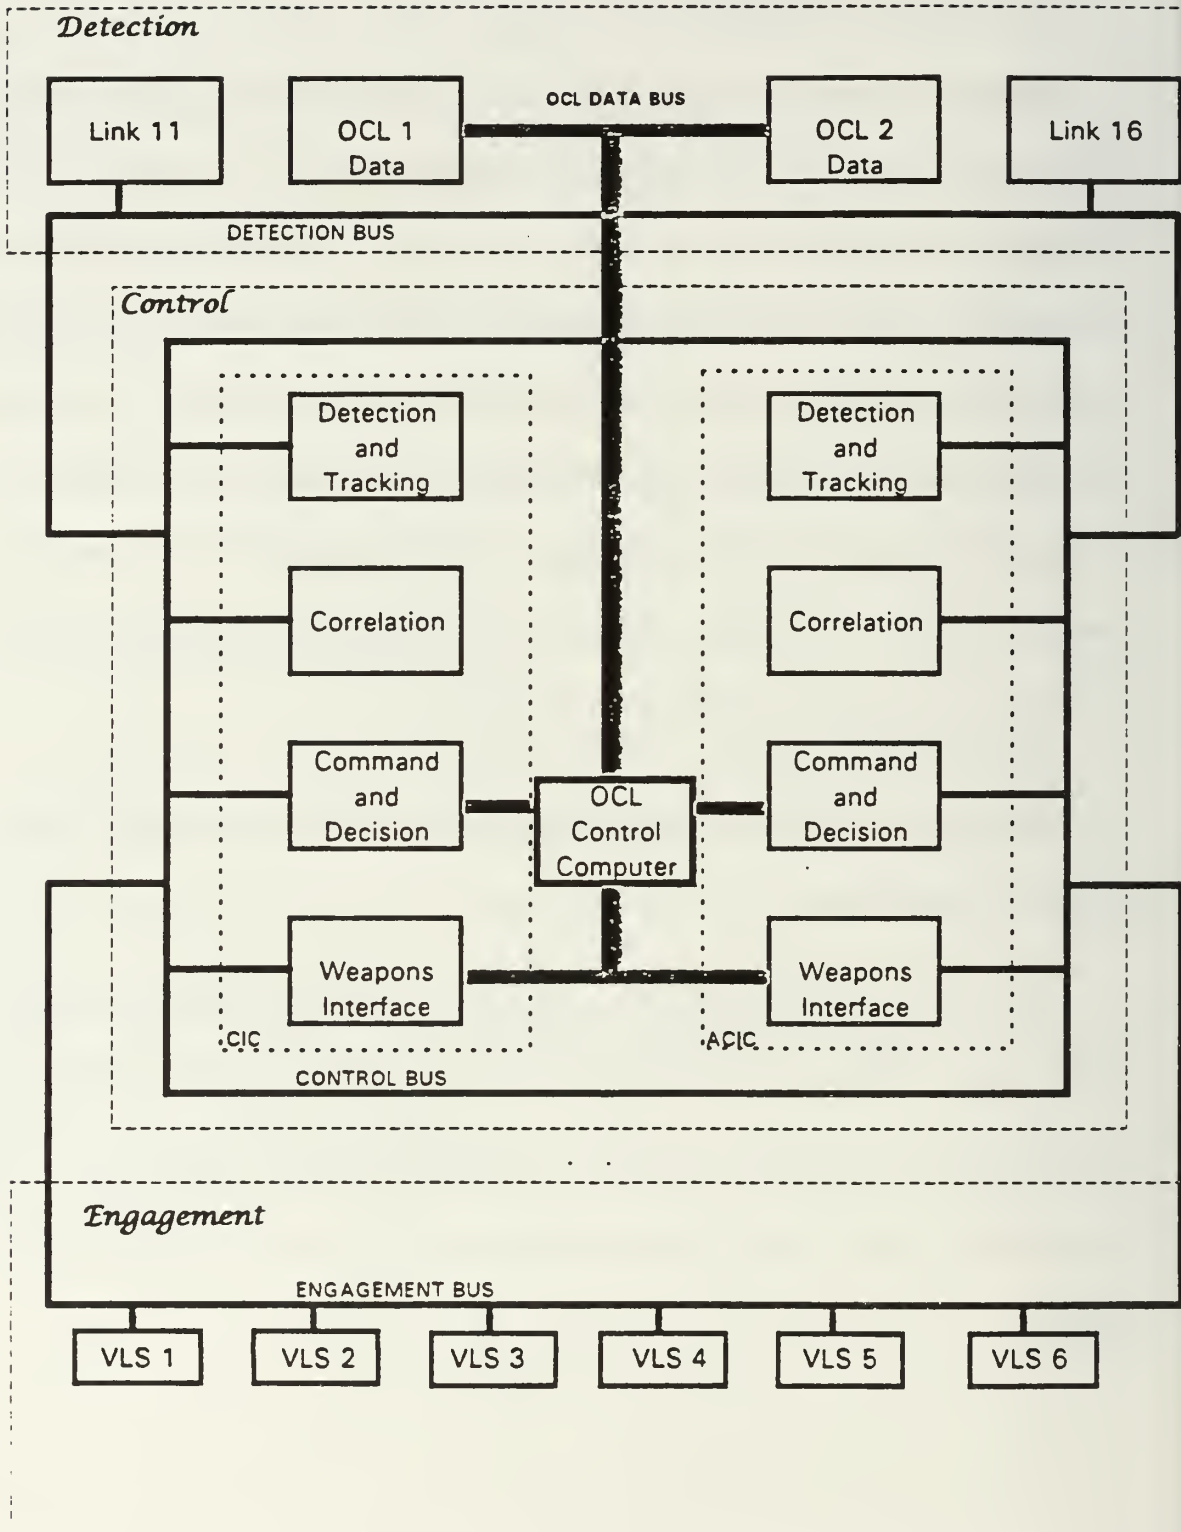 Detection
OCL DATA BUS
Link 11
OCL 1
Data
OCL 2
Data
Link 16
DETECTION BUS
Control
Detection
and
Tracking
Detection
and
Tracking
Correlation
Correlation
Command
and
Decision
OCL
Control
Computer
Command
and
Decision
Weapons
Interface
Weapons
Interface
CIC
ACIC
CONTROL BUS
Engagement
ENGAGEMENT BUS
VLS 1
VLS 2
VLS 3
VLS 4
VLS 5
VLS 6